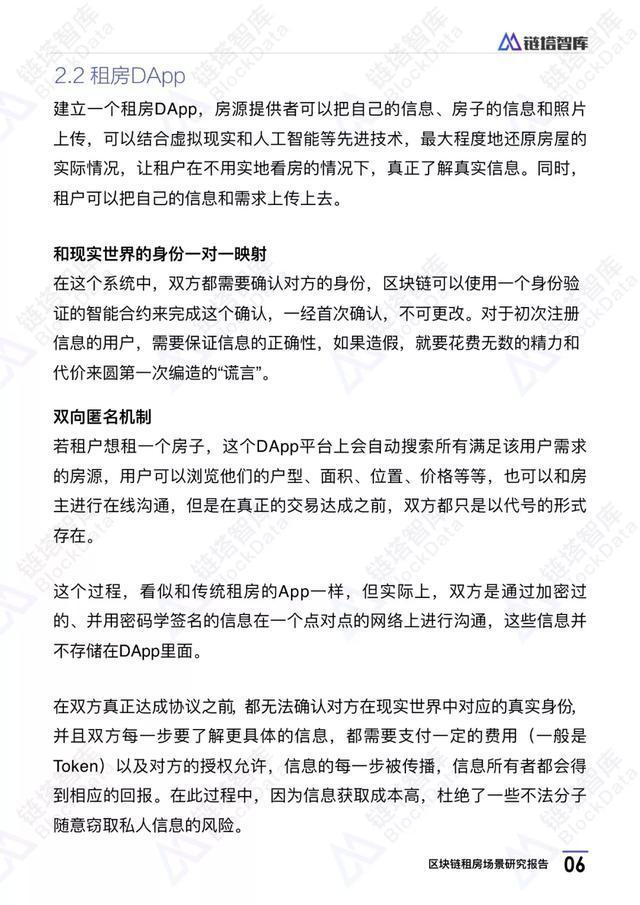 链塔智库
2.2 租房DApp
建立一个租房DApp，房源提供者可以把自己的信息、房子的信息和照片
上传，可以结合虚拟现实和人工智能等先进技术，最大程度地还原房屋的
实际情况，让租户在不用实地看房的情况下，真正了解真实信息。同时，
租户可以把自己的信息和需求上传上去。
和现实世界的身份一对一映射
在这个系统中，双方都需要确认对方的身份，区块链可以使用一个身份验
证的智能合约来完成这个确认，一经首次确认，不可更改。对于初次注册
信息的用户，需要保证信息的正确性，如果造假，就要花费无数的精力和
代价来圆第一次编造的“谎言”。
双向匿名机制
若租户想租一个房子，这个DApp平台上会自动搜索所有满足该用户需求
的房源，用户可以浏览他们的户型、面积、位置、价格等等，也可以和房
主进行在线沟通，但是在真正的交易达成之前，双方都只是以代号的形式
存在。
这个过程，看似和传统租房的App一样，但实际上，双方是通过加密过
的、并用密码学签名的信息在一个点对点的网络上进行沟通，这些信息并
不存储在DApp里面。
在双方真正达成协议之前，都无法确认对方在现实世界中对应的真实身份，
并且双方每一步要了解更具体的信息，都需要支付一定的费用（一般是
Token）以及对方的授权允许，信息的每一步被传播，信息所有者都会得
到相应的回报。在此过程中，因为信息获取成本高，杜绝了一些不法分子
随意窃取私人信息的风险。
区块链租房场景研究报告 06